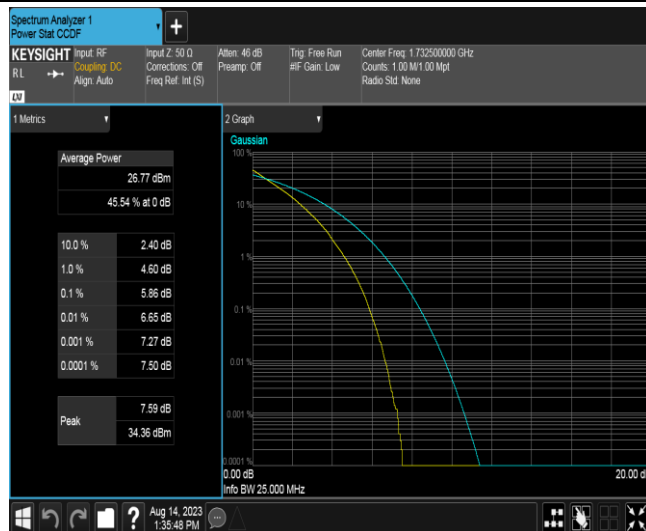 Spectrum Analyzer 1
Power Stat CCDF
+
KEYSIGHT
RL
Input: RF
Coupling: DC
Align: Auto
Input Z: 50 Ω
Corrections: Off
Freq Ref: Int (S)
Atten: 46 dB
Preamp: Off
Trig: Free Run
#IF Gain: Low
Center Freq: 1.732500000 GHz
Counts: 1.00 M/1.00 Mpt
Radio Std: None
1 Metrics
Average Power
26.77 dBm
45.54 % at 0 dB
10.0 % 2.40 dB
1.0 % 4.60 dB
0.1 % 5.86 dB
0.01 % 6.65 dB
0.001 % 7.27 dB
0.0001 % 7.50 dB
Peak
7.59 dB
34.36 dBm
2 Graph
Gaussian
100 %
10 %
1 %
0.1 %
0.01 %
0.001 %
0.0001 %
0.00 dB
20.00 d
Info BW 25.000 MHz
?
Aug 14, 2023
1:35:48 PM